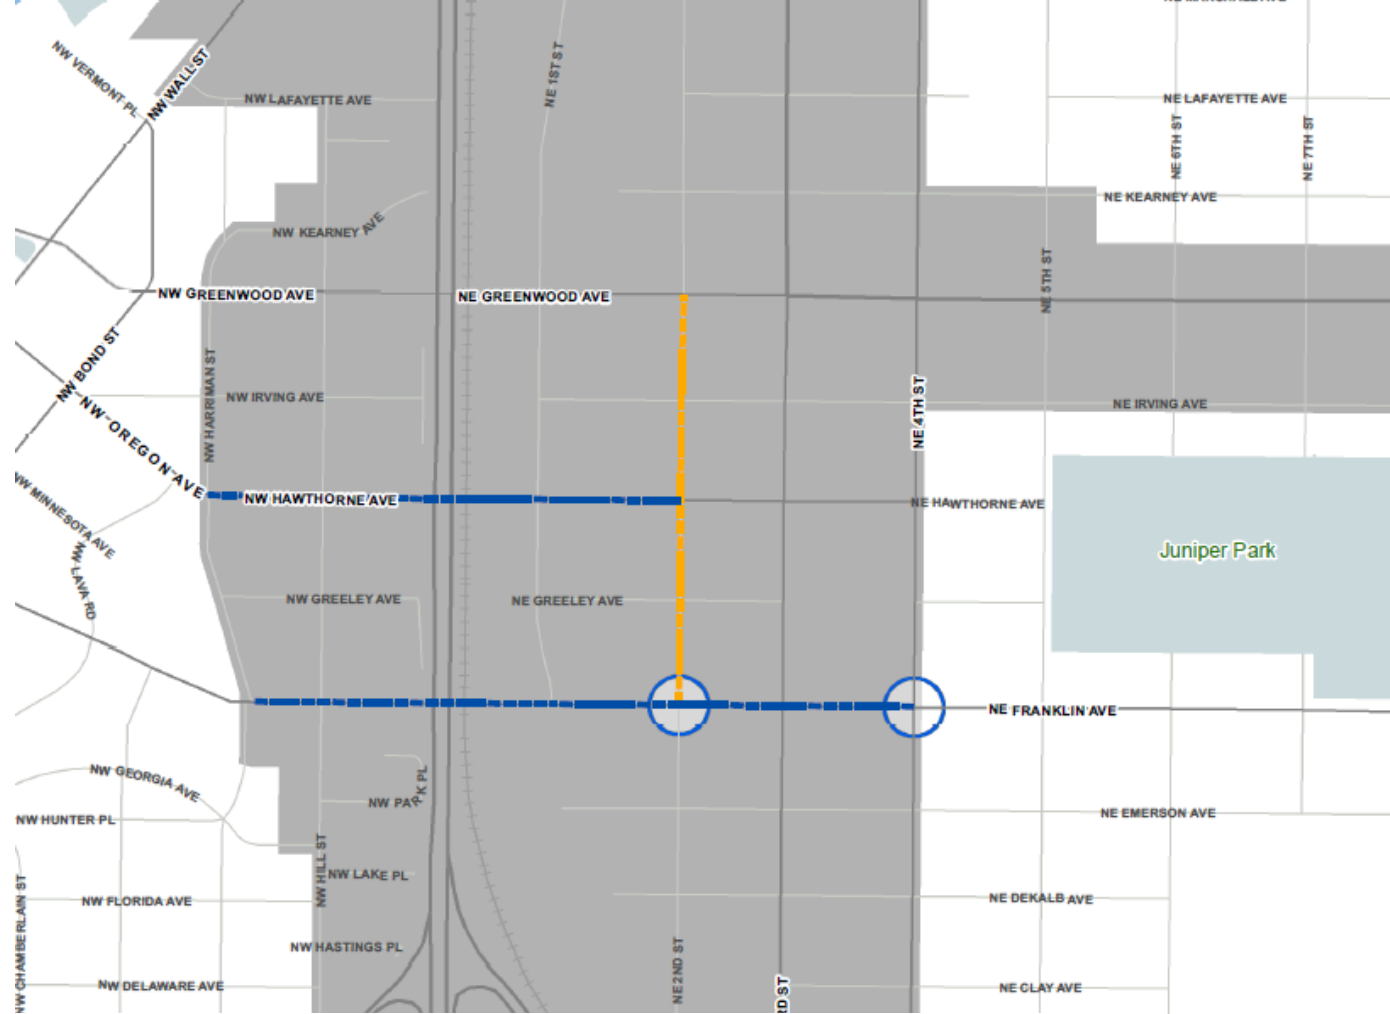 NW VERMONT PL
NW WALL ST
NW LAFAYETTE AVE
NE 1ST ST
NE LAFAYETTE AVE
NE 6TH ST
NE 7TH ST
NE KEARNEY AVE
NW KEARNEY AVE
NW GREENWOOD AVE
NE GREENWOOD AVE
NE 5TH ST
NW BOND ST
NW HARRIMAN ST
NW IRVING AVE
NE 4TH ST
NE IRVING AVE
NW OREGON AVE
NW HAWTHORNE AVE
NE HAWTHORNE AVE
NW MINNESOTA AVE
NW LAVA RD
Juniper Park
NW GREELEY AVE
NE GREELEY AVE
NE FRANKLIN AVE
NW GEORGIA AVE
NW PARK PL
NW HUNTER PL
NE EMERSON AVE
NW HILL ST
NW LAKE PL
NW CHAMBERLAIN ST
NW FLORIDA AVE
NE DEKALB AVE
NW HASTINGS PL
NE 2ND ST
NW DELAWARE AVE
RD ST
NE CLAY AVE